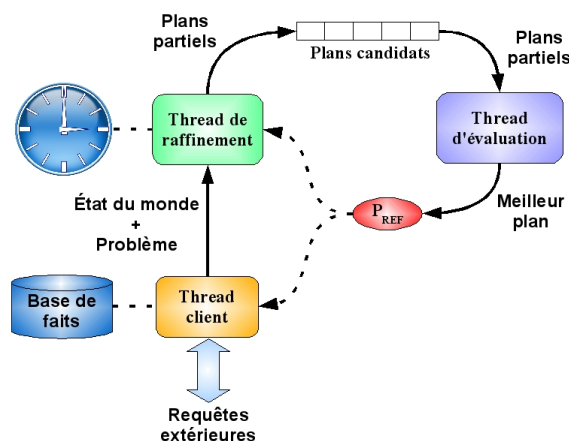 Plans
partiels
Plans candidats
Plans
partiels
Thread de
raffinement
Thread
d'évaluation
État du monde
+
Problème
P REF
Meilleur
plan
Base de
faits
Thread
client
Requêtes
extérieures